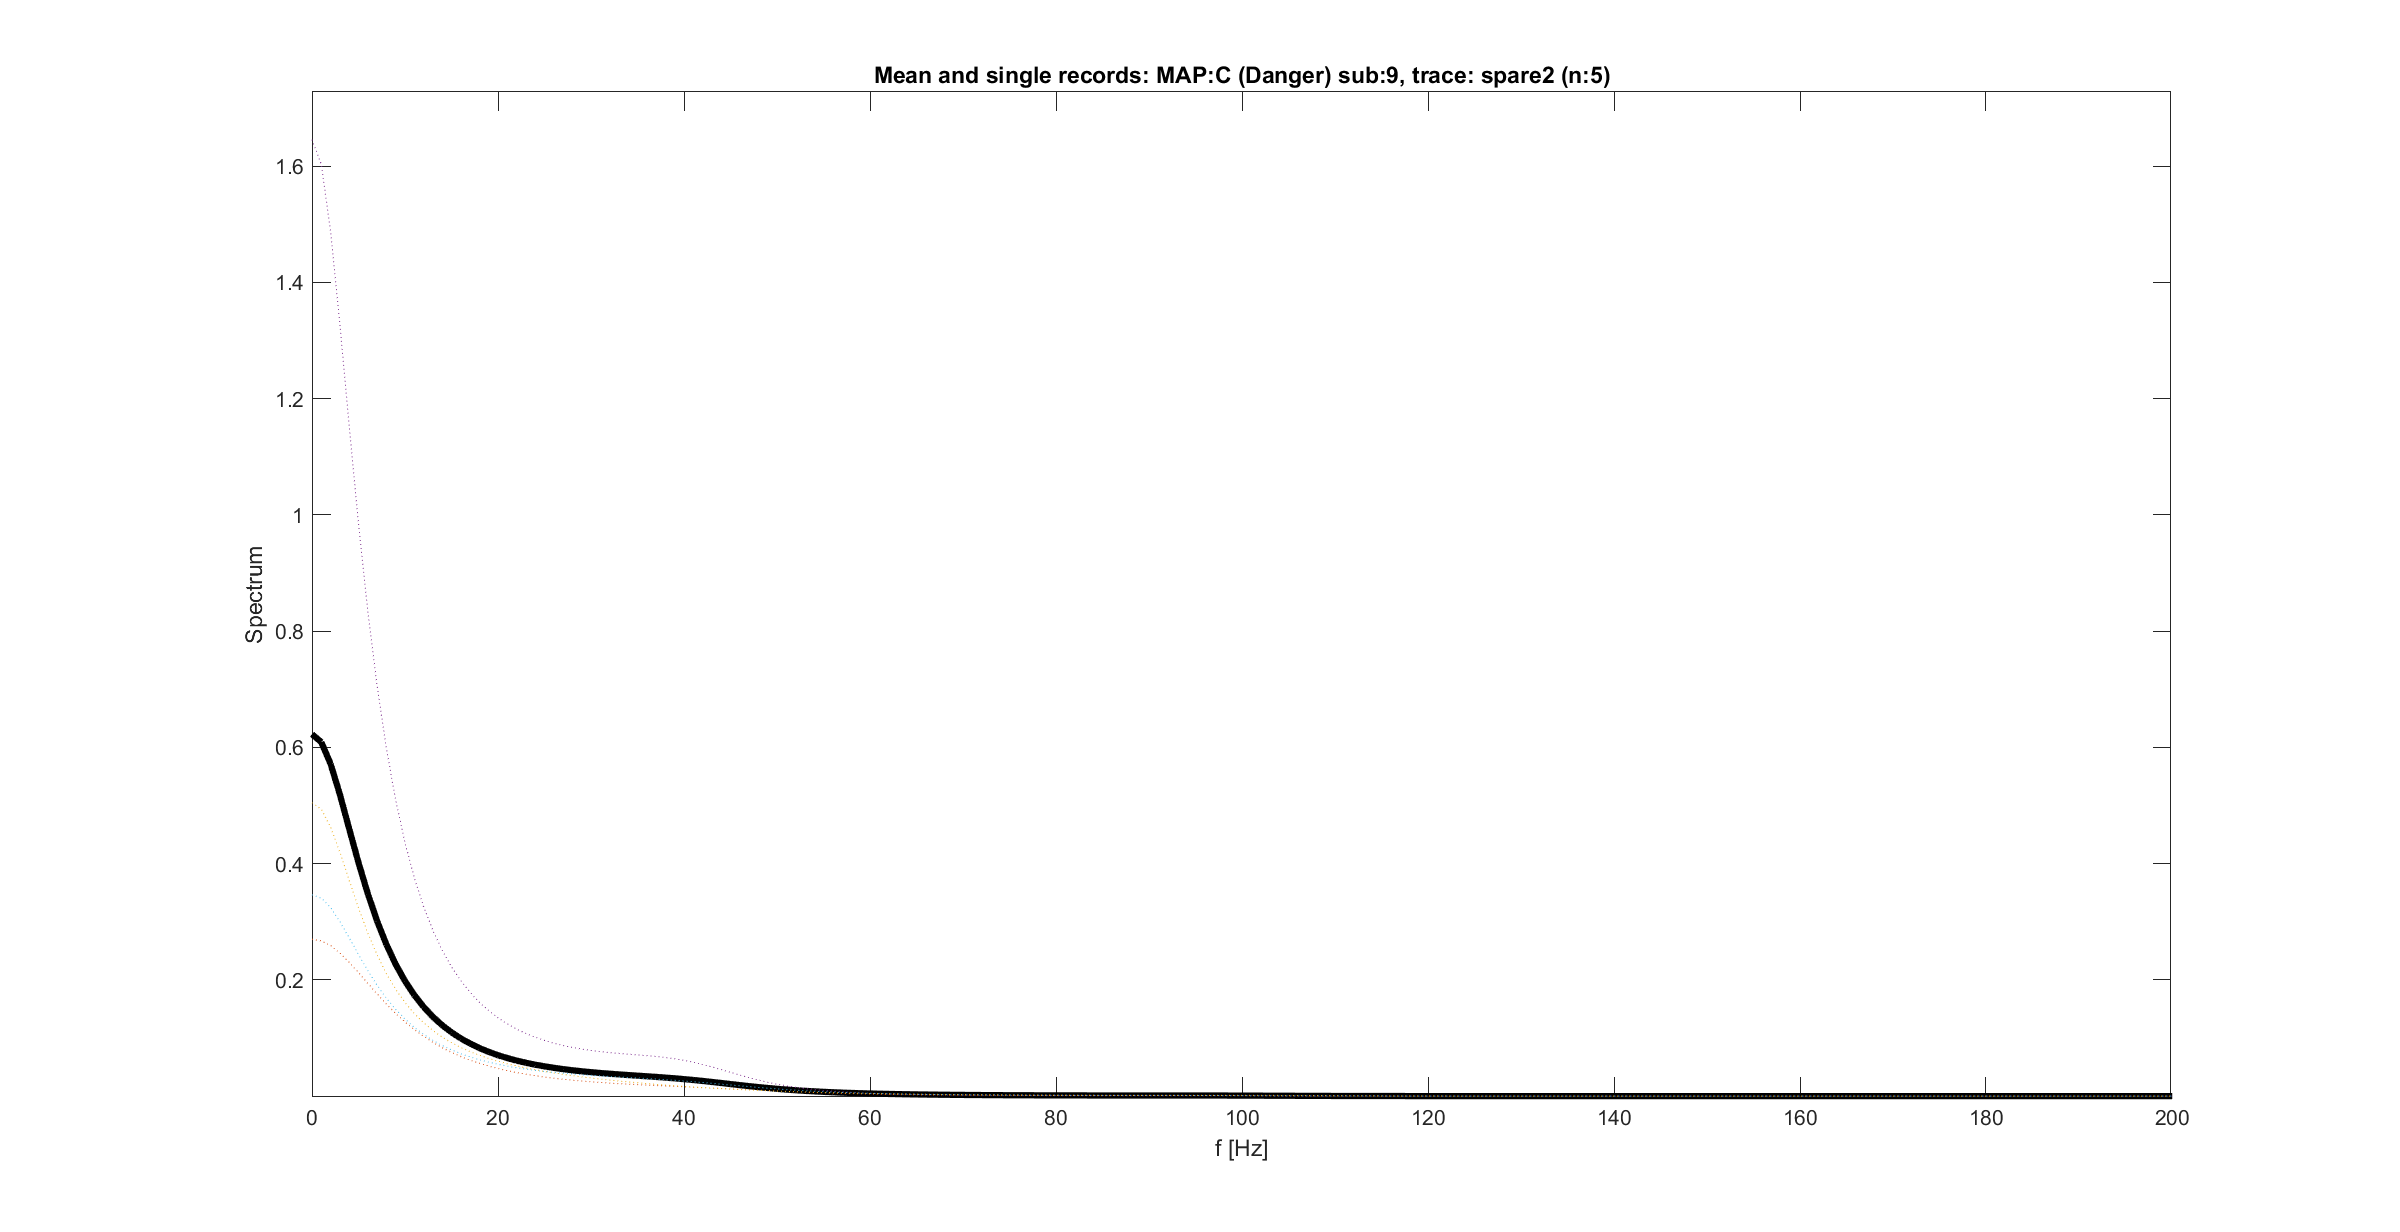 Mean and single records: MAP:C (Danger) sub:9, trace: spare2 (n:5)
1.6
1.4
1.2
1
0.8
0.6
0.4
0.2
Spectrum
0 20 40 60 80 100 120 140 160 180 200
f [Hz]